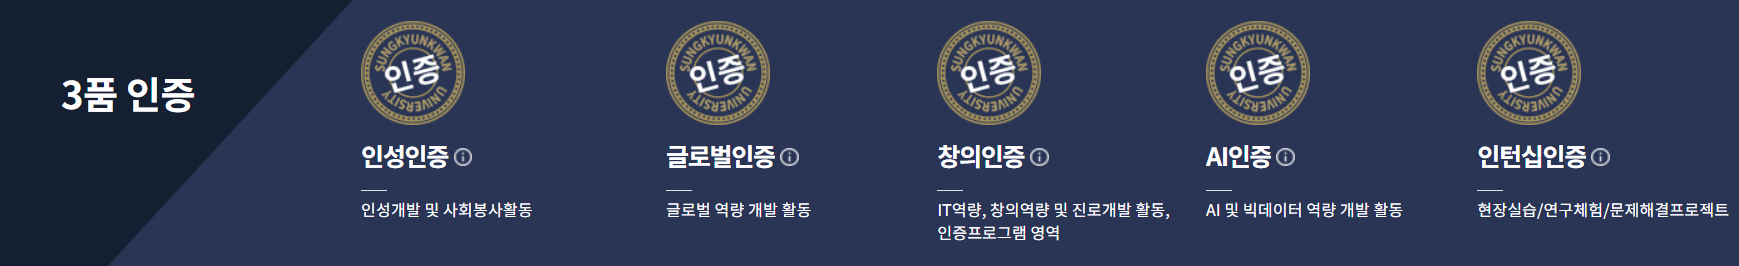 3품 인증
SUNGKYUNKWAN
인증
UNIVERSITY
인성인증
인성개발 및 사회봉사활동
SUNGKYUNKWAN
인증
UNIVERSITY
글로벌인증
글로벌 역량 개발 활동
SUNGKYUNKWAN
인증
UNIVERSITY
창의인증
IT역량, 창의역량 및 진로개발 활동,
인증프로그램 영역
SUNGKYUNKWAN
인증
UNIVERSITY
AI인증
AI 및 빅데이터 역량 개발 활동
SUNGKYUNKWAN
인증
UNIVERSITY
인턴십인증
현장실습/연구체험/문제해결프로젝트